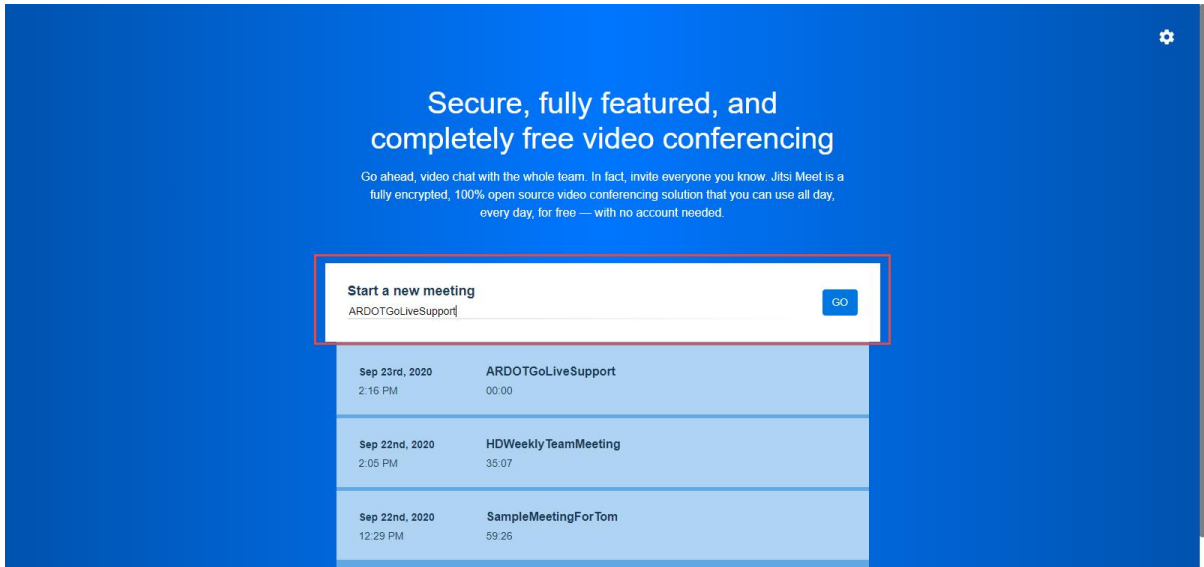 Secure, fully featured, and
completely free video conferencing
Go ahead, video chat with the whole team. In fact, invite everyone you know. Jitsi Meet is a
fully encrypted, 100% open source video conferencing solution that you can use all day,
every day, for free — with no account needed.
Start a new meeting
ARDOTGoLiveSupport
GO
Sep 23rd, 2020 ARDOTGoLiveSupport
2:16 PM 00:00
Sep 22nd, 2020 HDWeeklyTeamMeeting
2:05 PM 35:07
Sep 22nd, 2020 SampleMeetingForTom
12:29 PM 59:26